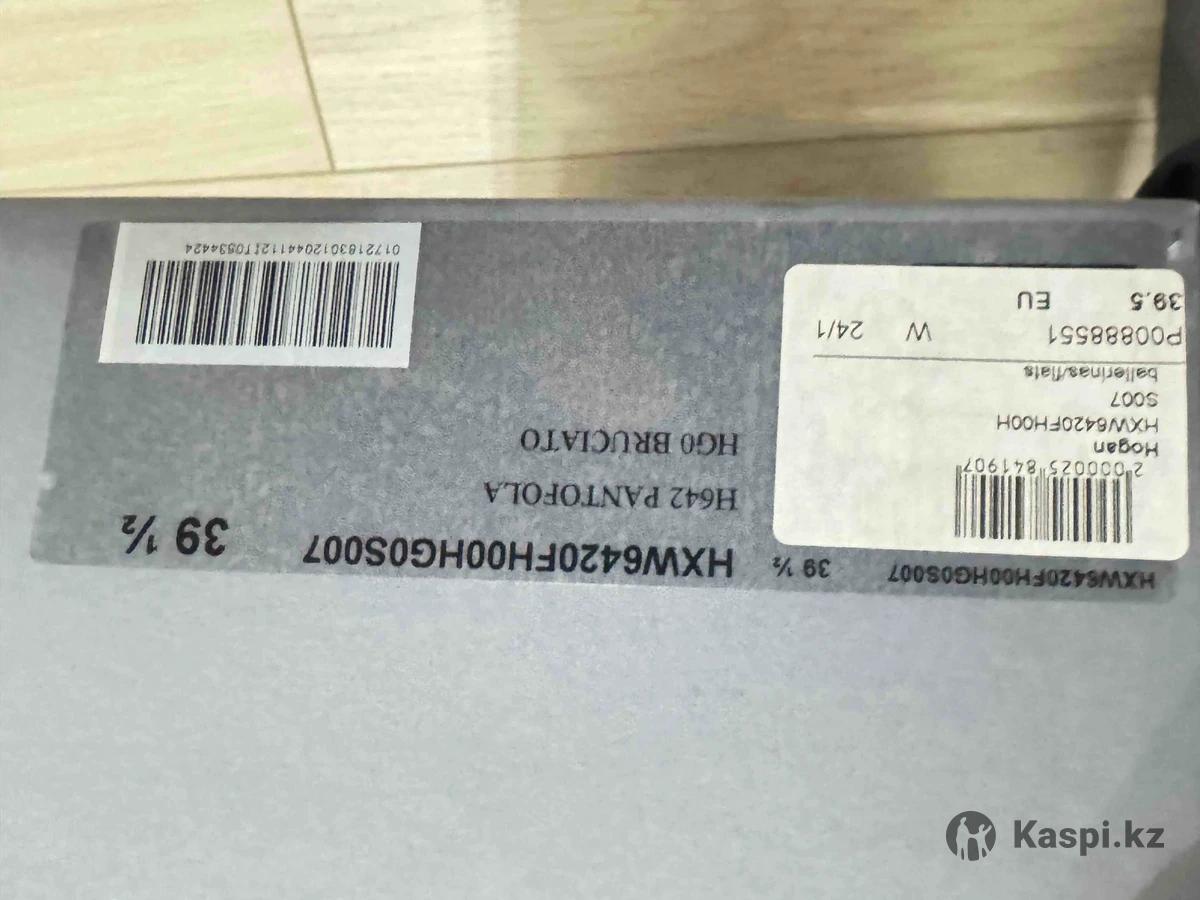 HXW6420FH00HG0S007 39 ½
2 000025 841907
Hogan
HXW6420FH00H
S007
ballerinas/flats
P00888551 W 24/1
39.5 EU
HXW6420FH00HG0S007 39 ½
H642 PANTOFOLA
HG0 BRUCIATO
01721830120441112IT0534424
Kaspi.kz